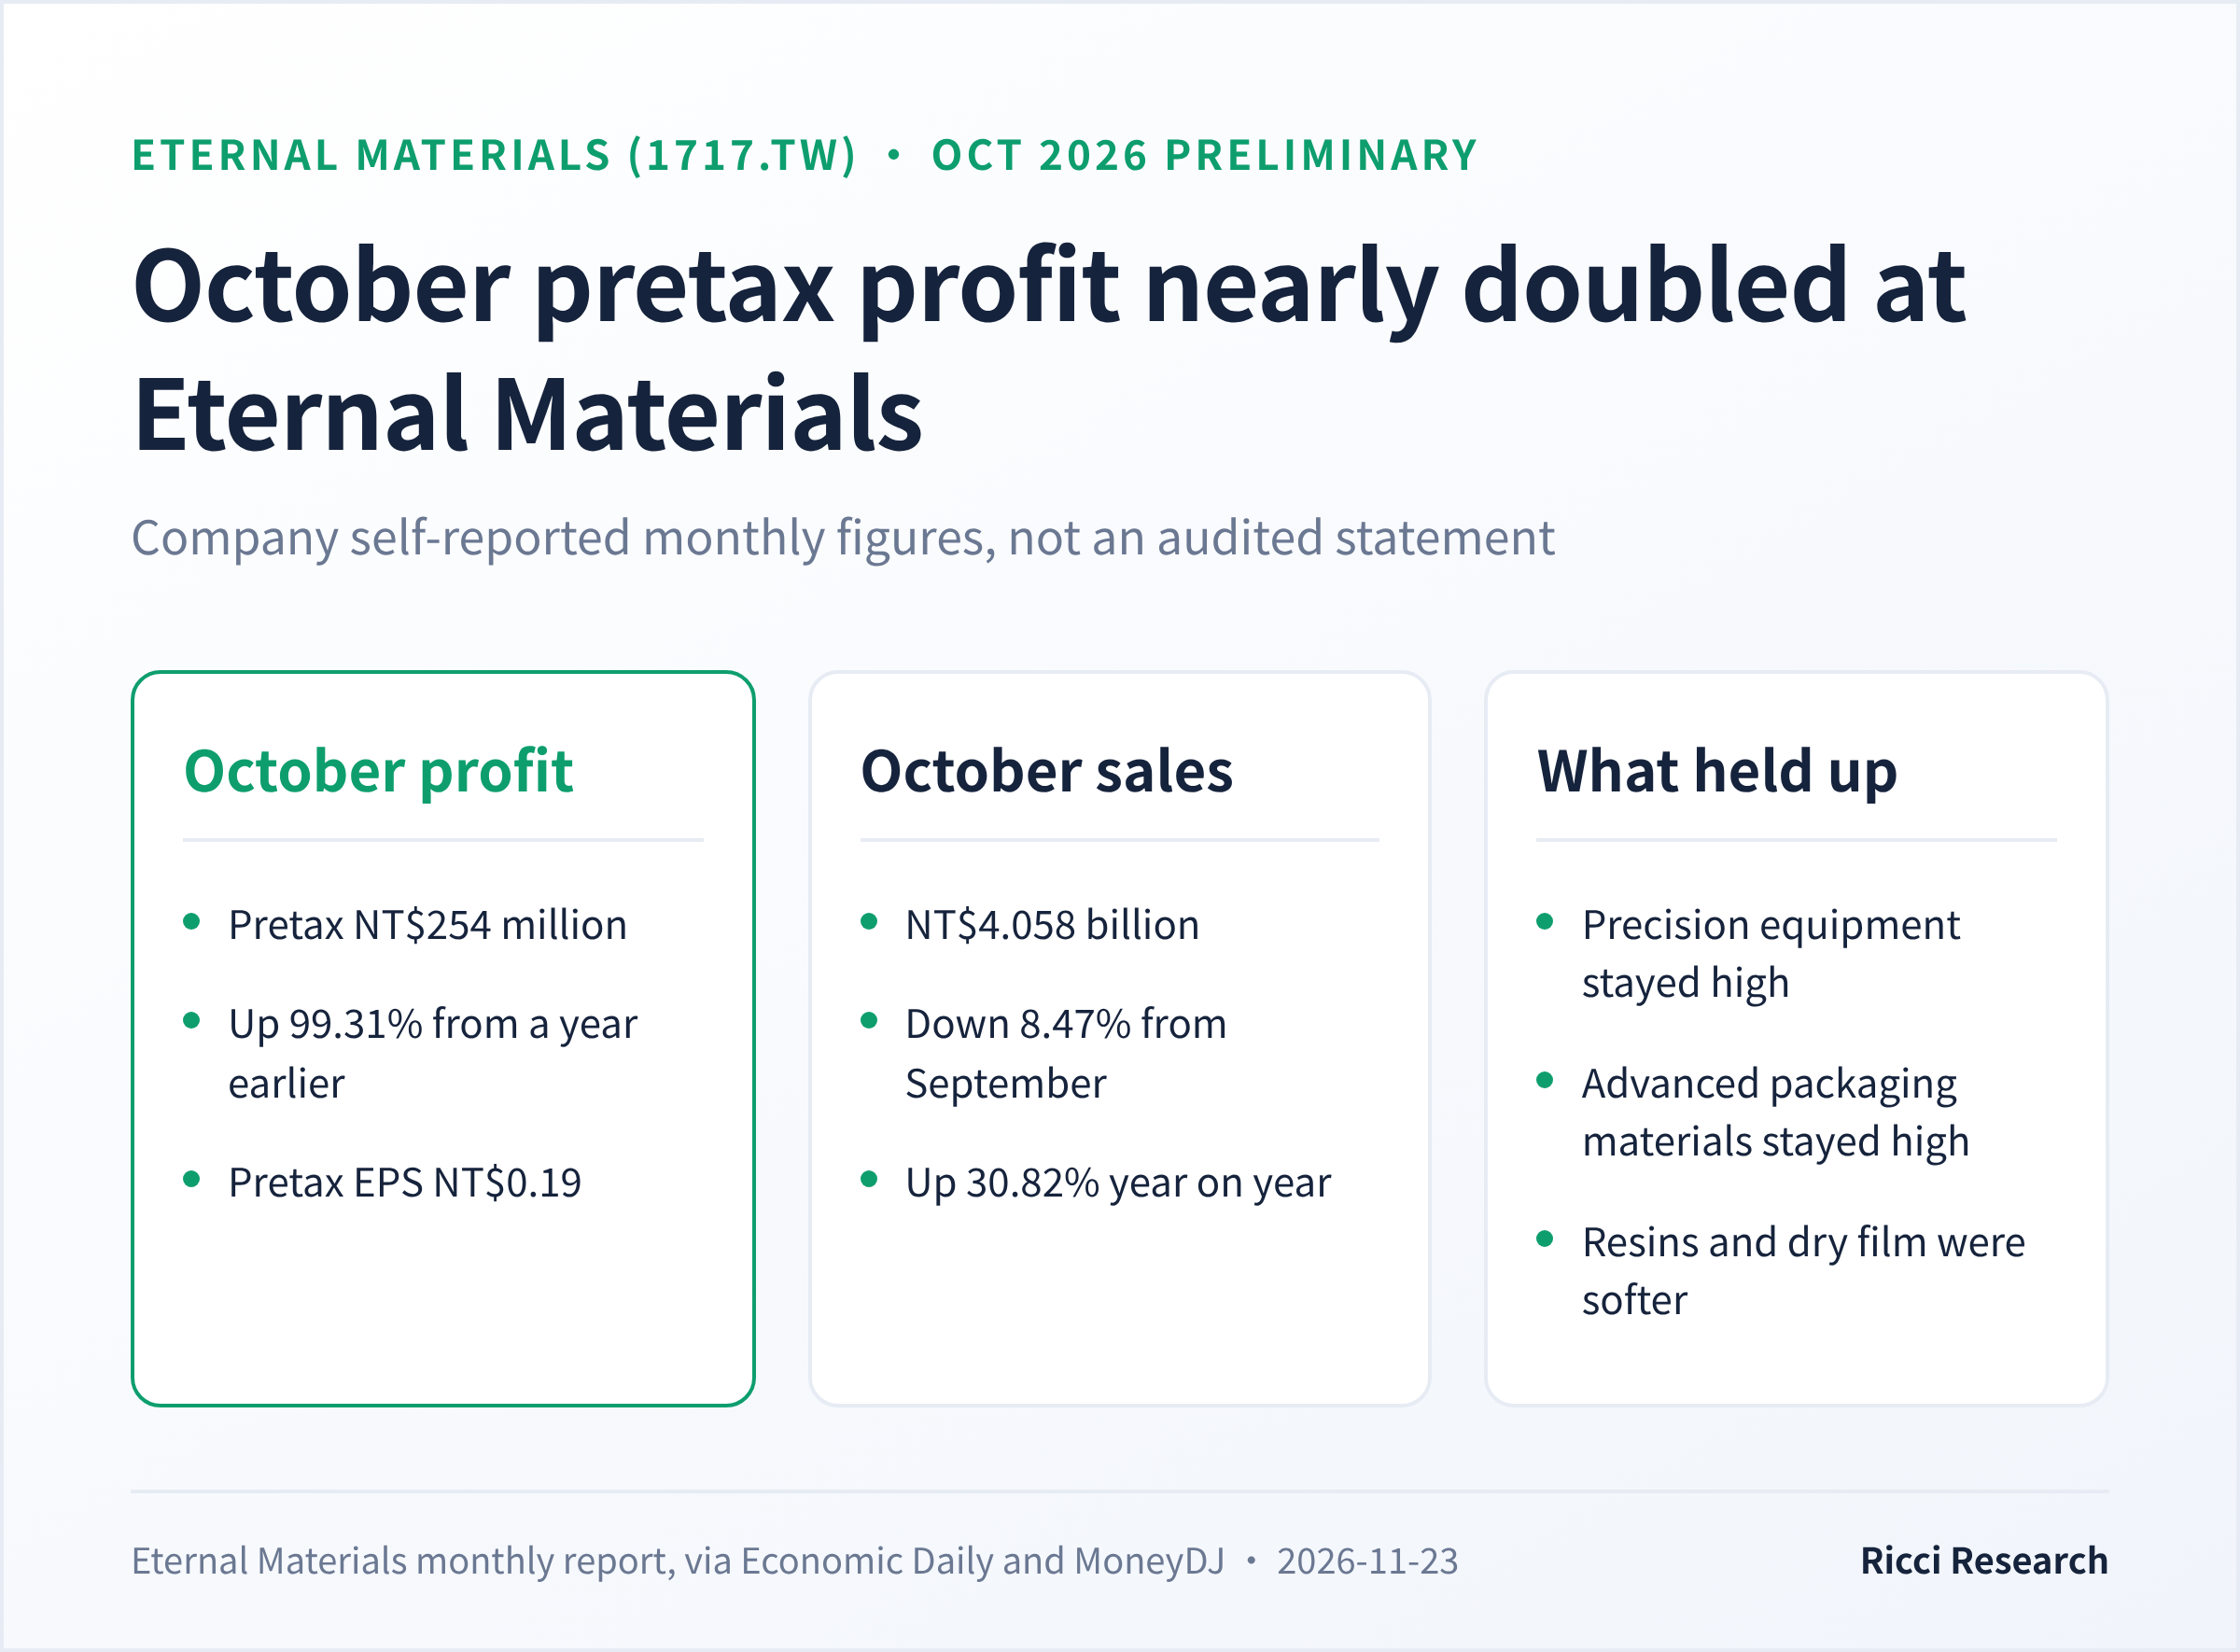 ETERNAL MATERIALS (1717.TW) • OCT 2026 PRELIMINARY
October pretax profit nearly doubled at
Eternal Materials
Company self-reported monthly figures, not an audited statement
October profit
• Pretax NT$254 million
• Up 99.31% from a year
earlier
• Pretax EPS NT$0.19
October sales
• NT$4.058 billion
• Down 8.47% from
September
• Up 30.82% year on year
What held up
• Precision equipment
stayed high
• Advanced packaging
materials stayed high
• Resins and dry film were
softer
Eternal Materials monthly report, via Economic Daily and MoneyDJ • 2026-11-23
Ricci Research